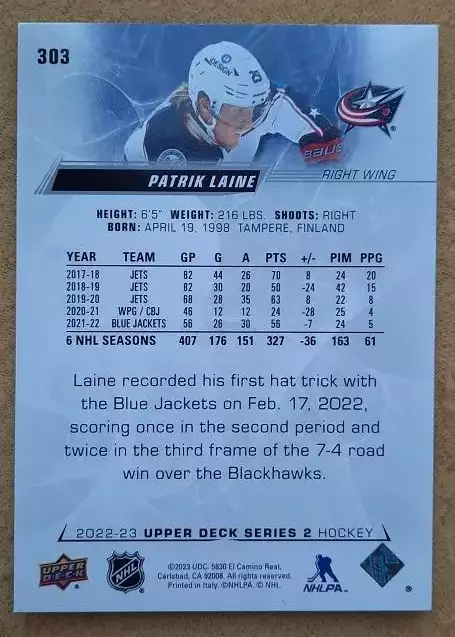 303
iDESIGN
29
BAUER
PATRIK LAINE
RIGHT WING
HEIGHT: 6'5" WEIGHT: 216 LBS. SHOOTS: RIGHT
BORN: APRIL 19, 1998 TAMPERE, FINLAND
YEAR TEAM GP G A PTS +/- PIM PPG
2017-18 JETS 82 44 26 70 8 24 20
2018-19 JETS 82 30 20 50 -24 42 15
2019-20 JETS 68 28 35 63 8 22 8
2020-21 WPG / CBJ 46 12 12 24 -28 25 4
2021-22 BLUE JACKETS 56 26 30 56 -7 24 5
6 NHL SEASONS 407 176 151 327 -36 163 61
Laine recorded his first hat trick with
the Blue Jackets on Feb. 17, 2022,
scoring once in the second period and
twice in the third frame of the 7-4 road
win over the Blackhawks.
2022-23 UPPER DECK SERIES 2 HOCKEY
UPPER DECK
NHL
©2023 UDC. 5830 El Camino Real,
Carlsbad, CA 92008. All rights reserved.
Printed in Italy. ©NHLPA. © NHL.
NHLPA